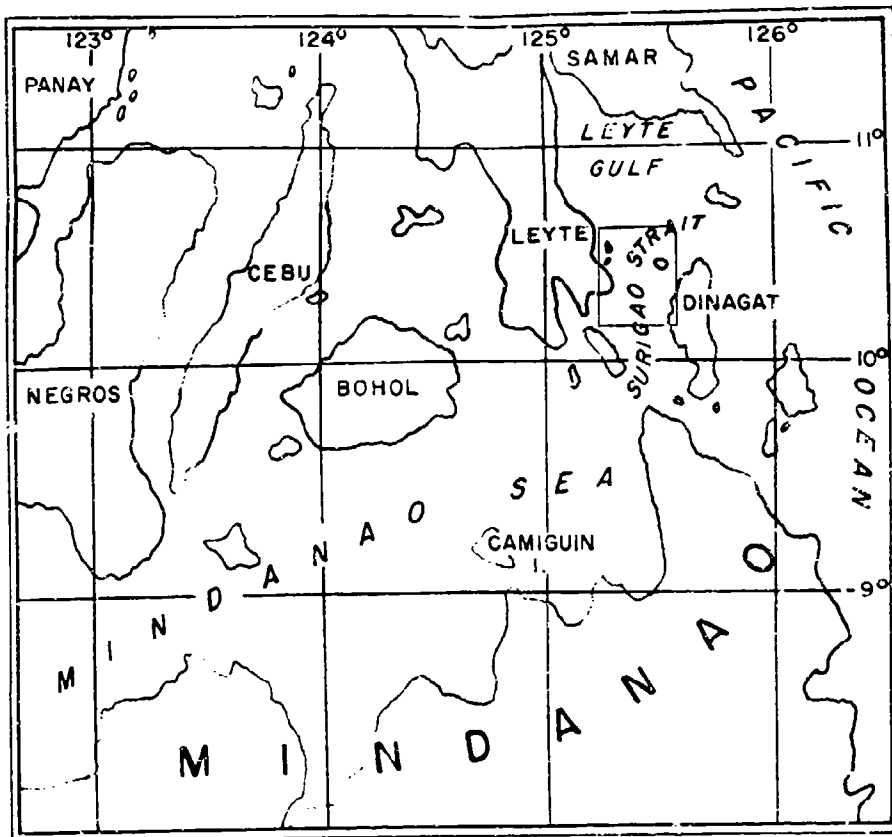 123° 124° 125° 126°
PANAY
SAMAR
PACIFIC
LEYTE
GULF
11°
LEYTE
SURIGAO STRAIT
CEBU
DINAGAT
10°
NEGROS
BOHOL
OCEAN
MINDANAO SEA
CAMIGUIN
9°
MINDANAO